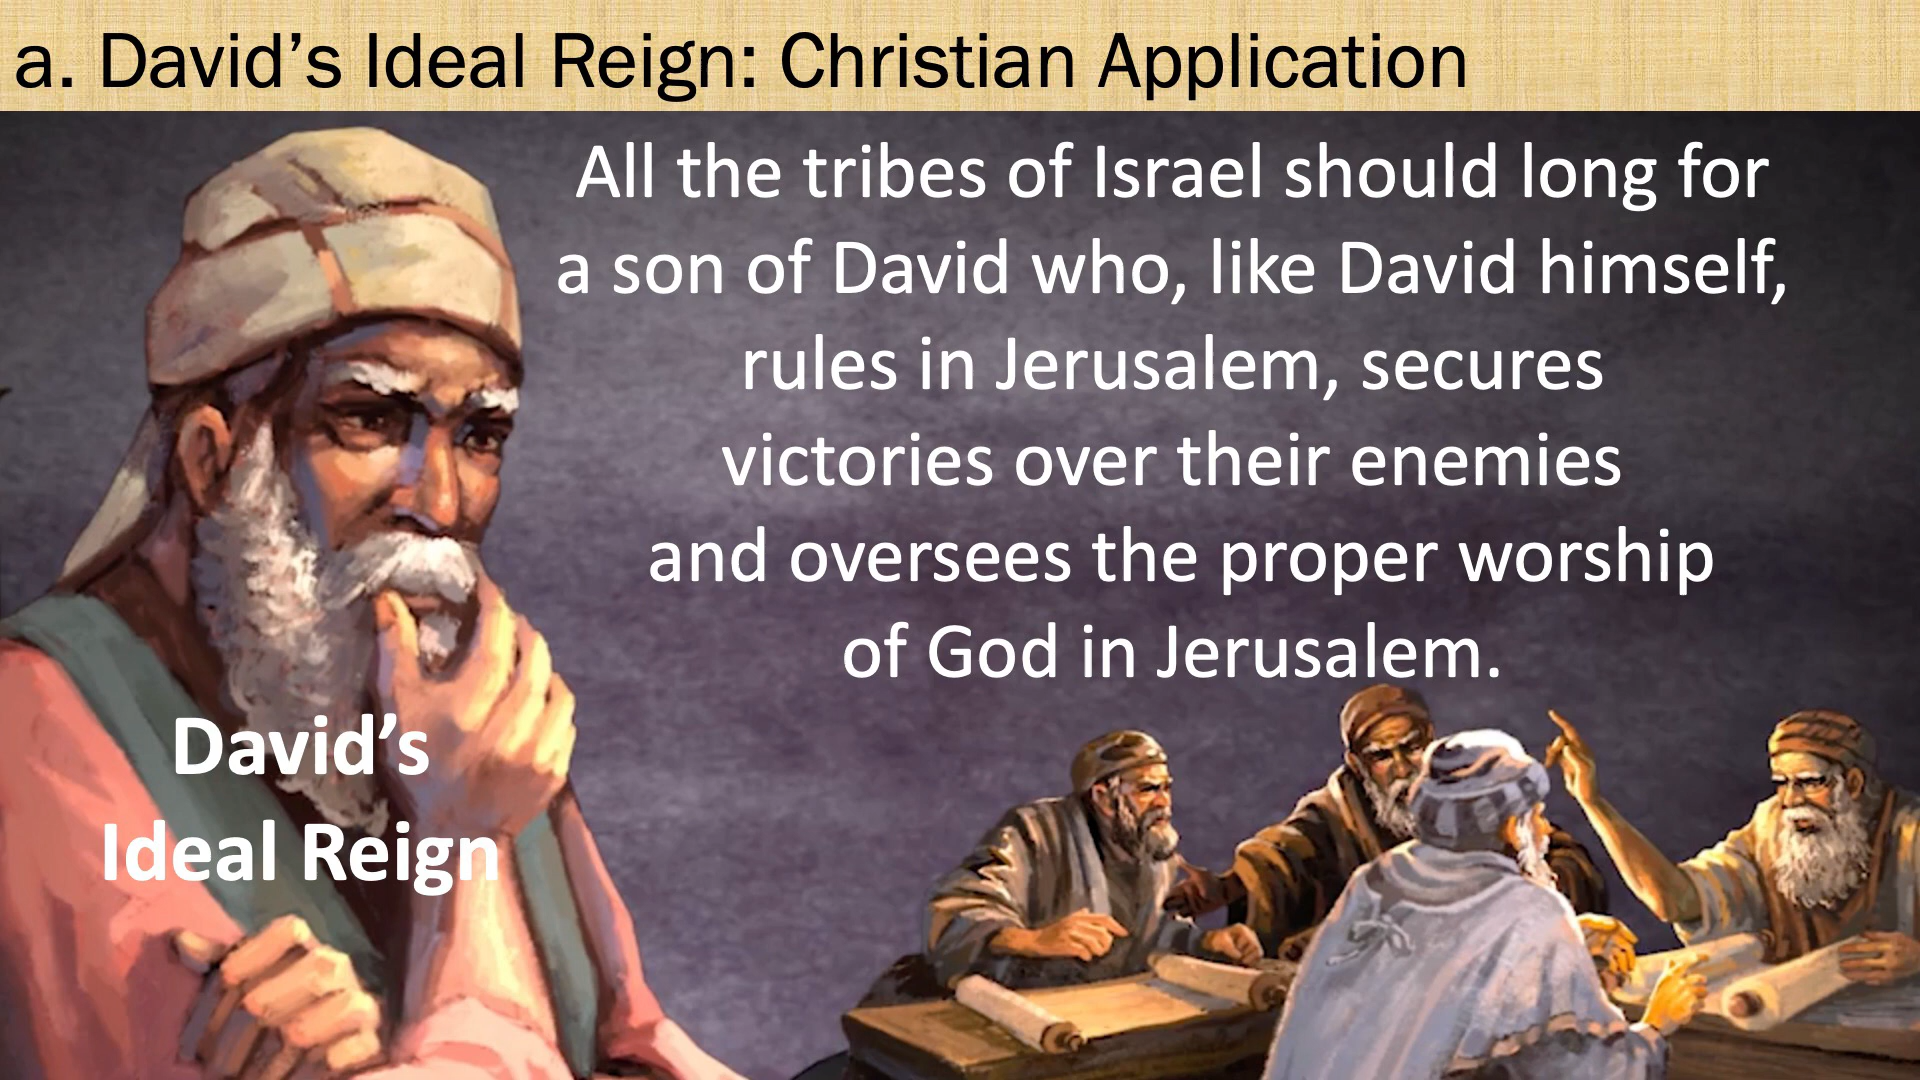 a. David’s Ideal Reign: Christian Application
All the tribes of Israel should long for
a son of David who, like David himself,
rules in Jerusalem, secures
victories over their enemies
and oversees the proper worship
of God in Jerusalem.
David’s
Ideal Reign